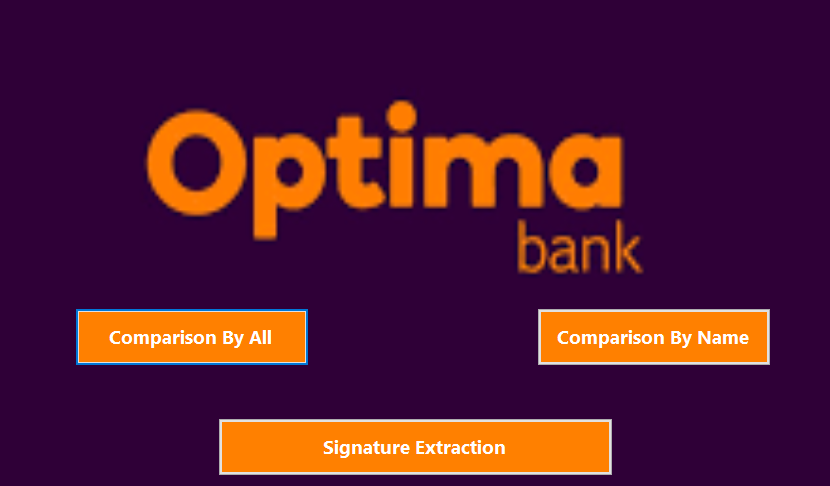 Optima
bank
Comparison By All
Comparison By Name
Signature Extraction